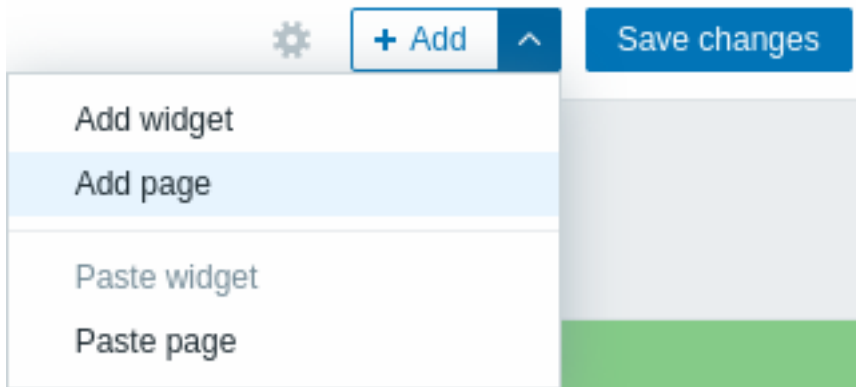 + Add
Save changes
Add widget
Add page
Paste widget
Paste page